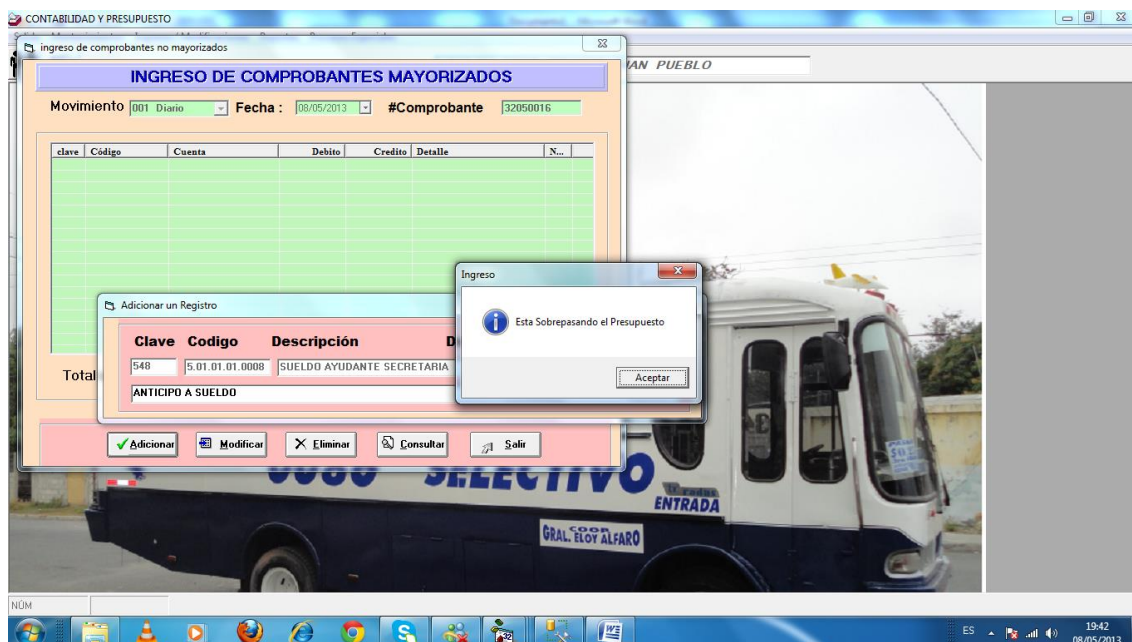 CONTABILIDAD Y PRESUPUESTO
ingreso de comprobantes no mayorizados
PUEBLO
INGRESO DE COMPROBANTES MAYORIZADOS
Movimiento 001 Diario Fecha : 08/05/2013 #Comprobante 32050016
clave Código Cuenta Debito Credito Detalle N...
Ingreso
Esta Sobrepasando el Presupuesto
Aceptar
Adicionar un Registro
Clave Codigo Descripción D
548 5.01.01.01.0008 SUELDO AYUDANTE SECRETARIA
Total
ANTICIPO A SUELDO
Adicionar Modificar Eliminar Consultar Salir
SELECTIVO
ENTRADA
COOP.
GRAL. ELOY ALFARO
NÚM
ES 19:42
08/05/2013